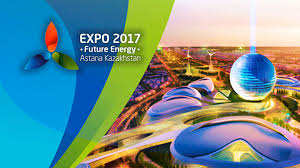 EXPO 2017
• Future Energy •
Astana Kazakhstan